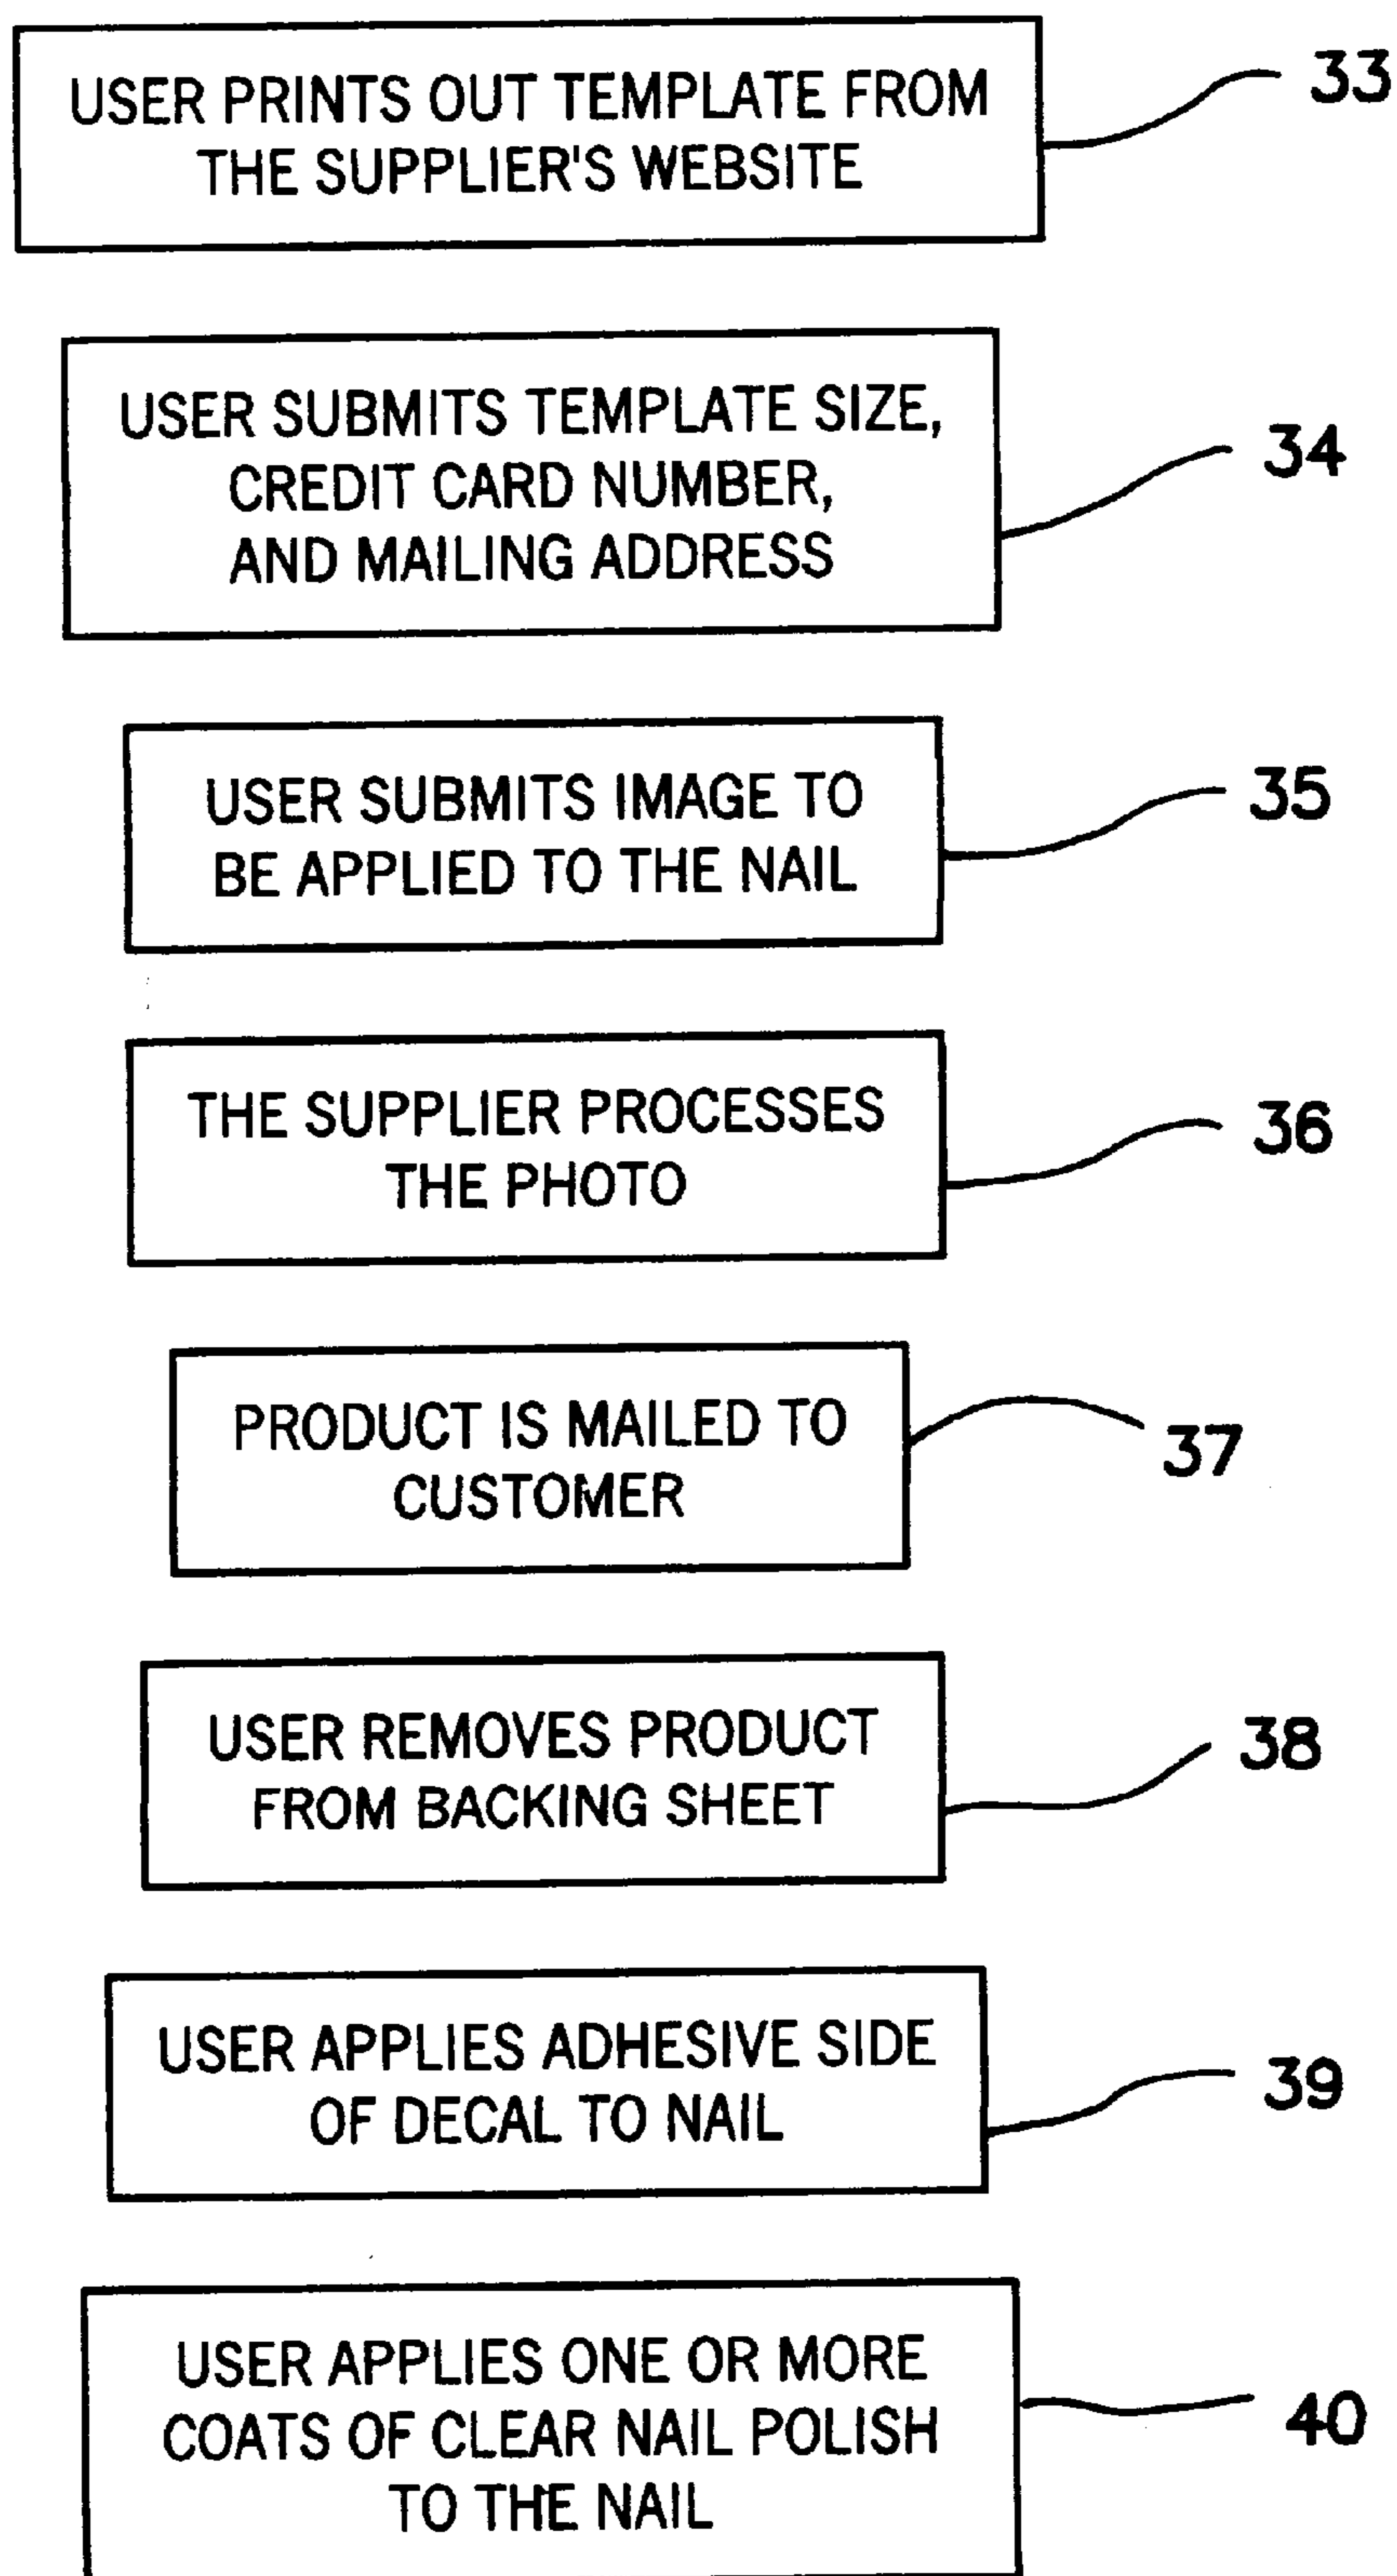 USER PRINTS OUT TEMPLATE FROM
THE SUPPLIER'S WEBSITE
33
USER SUBMITS TEMPLATE SIZE,
CREDIT CARD NUMBER,
AND MAILING ADDRESS
34
USER SUBMITS IMAGE TO
BE APPLIED TO THE NAIL
35
THE SUPPLIER PROCESSES
THE PHOTO
36
PRODUCT IS MAILED TO
CUSTOMER
37
USER REMOVES PRODUCT
FROM BACKING SHEET
38
USER APPLIES ADHESIVE SIDE
OF DECAL TO NAIL
39
USER APPLIES ONE OR MORE
COATS OF CLEAR NAIL POLISH
TO THE NAIL
40